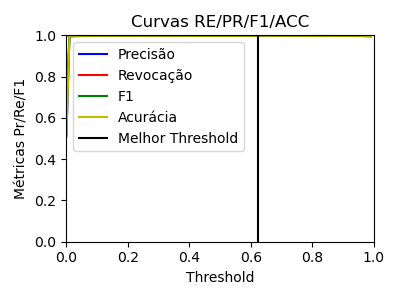 Curvas RE/PR/F1/ACC
Métricas Pr/Re/F1
1.0
0.8
0.6
0.4
0.2
0.0
Precisão
Revocação
F1
Acurácia
Melhor Threshold
0.0 0.2 0.4 0.6 0.8 1.0
Threshold